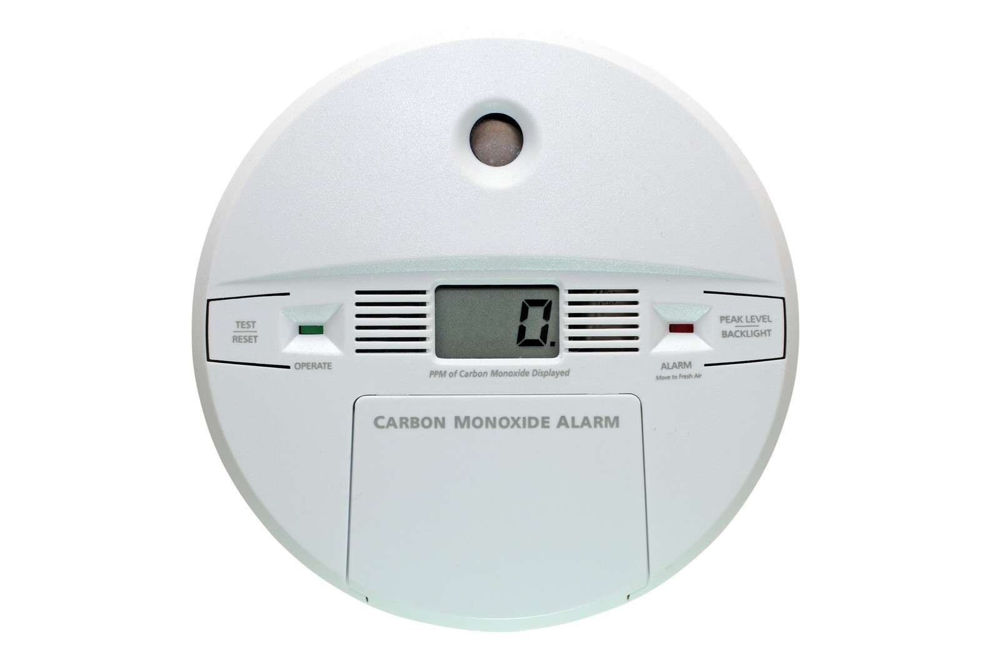 0.
TEST
RESET
OPERATE
PPM of Carbon Monoxide Displayed
PEAK LEVEL
BACKLIGHT
ALARM
Move to Fresh Air
CARBON MONOXIDE ALARM